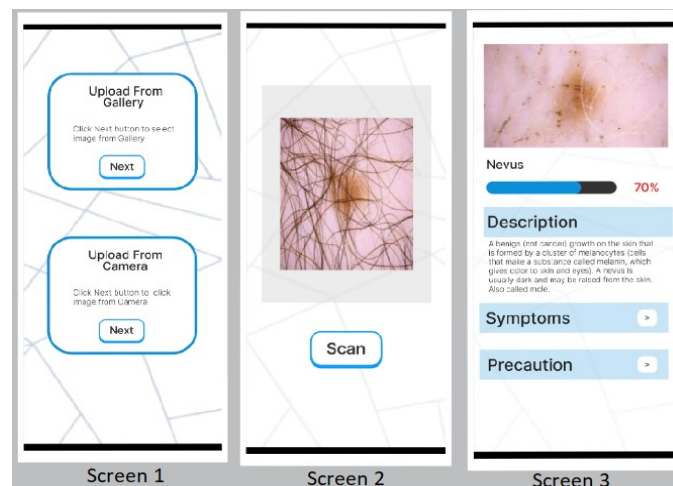 Upload From
Gallery
Click Next button to select
image from Gallery
Next
Upload From
Camera
Click Next button to click
image from Camera
Next
Screen 1
Scan
Screen 2
Nevus
70%
Description
A benign (not cancer) growth on the skin that
is formed by a cluster of melanocytes (cells
that make a substance called melanin, which
gives color to skin and eyes). A nevus is
usually dark and may be raised from the skin.
Also called mole.
Symptoms >
Precaution >
Screen 3